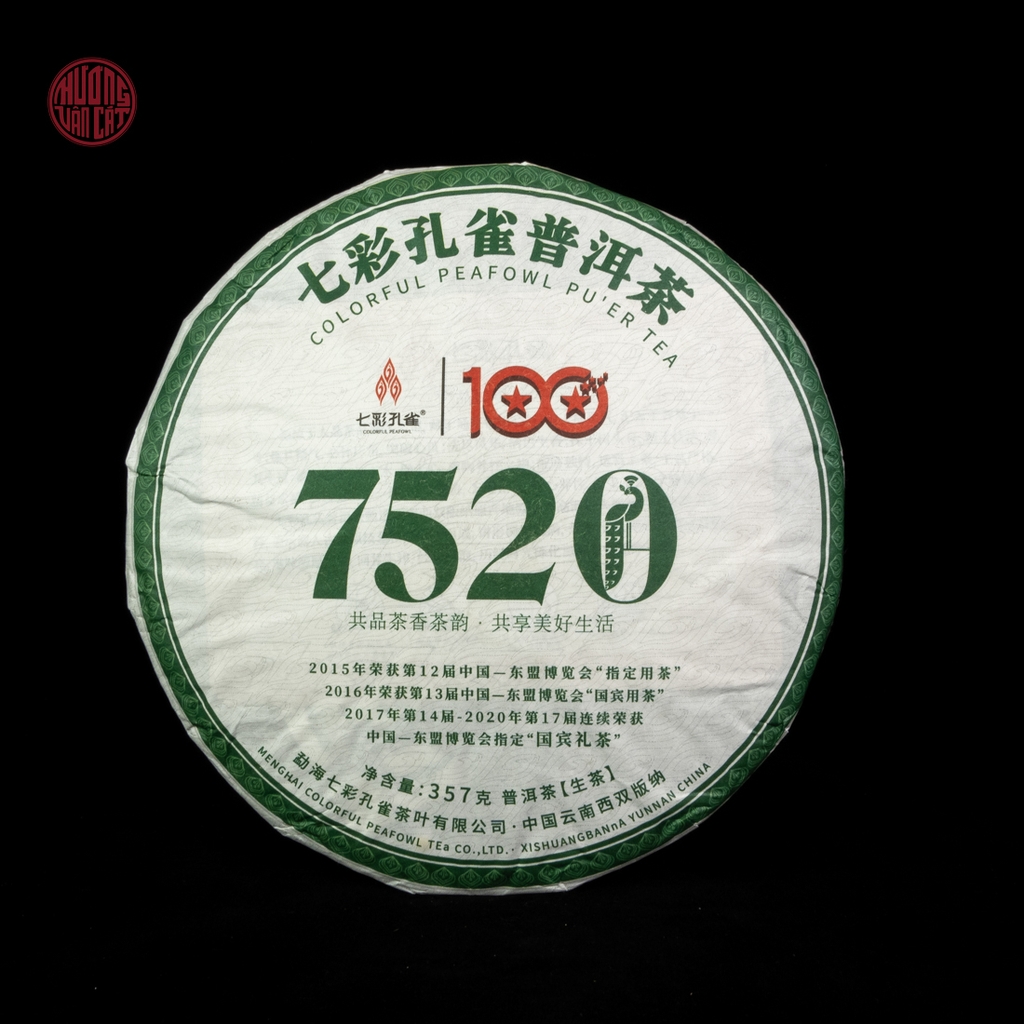 HƯƠNG
VÂN CÁT
七彩孔雀普洱茶
COLORFUL PEAFOWL PU'ER TEA
七彩孔雀®
COLORFUL PEAFOWL
100
7520
共品茶香茶韵 · 共享美好生活
2015年荣获第12届中国—东盟博览会“指定用茶”
2016年荣获第13届中国—东盟博览会“国宾用茶”
2017年第14届-2020年第17届连续荣获
中国—东盟博览会指定“国宾礼茶”
净含量:357克 普洱茶【生茶】
勐海七彩孔雀茶叶有限公司·中国云南西双版纳
MENGHAI COLORFUL PEAFOWL TEa CO.,LTD.· XISHUANGBANnA YUNNAN CHINA